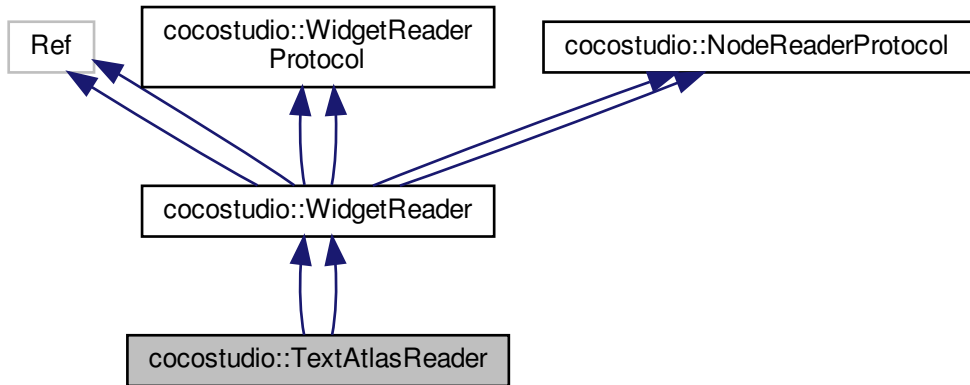 Ref
cocostudio::WidgetReader
Protocol
cocostudio::NodeReaderProtocol
cocostudio::WidgetReader
cocostudio::TextAtlasReader